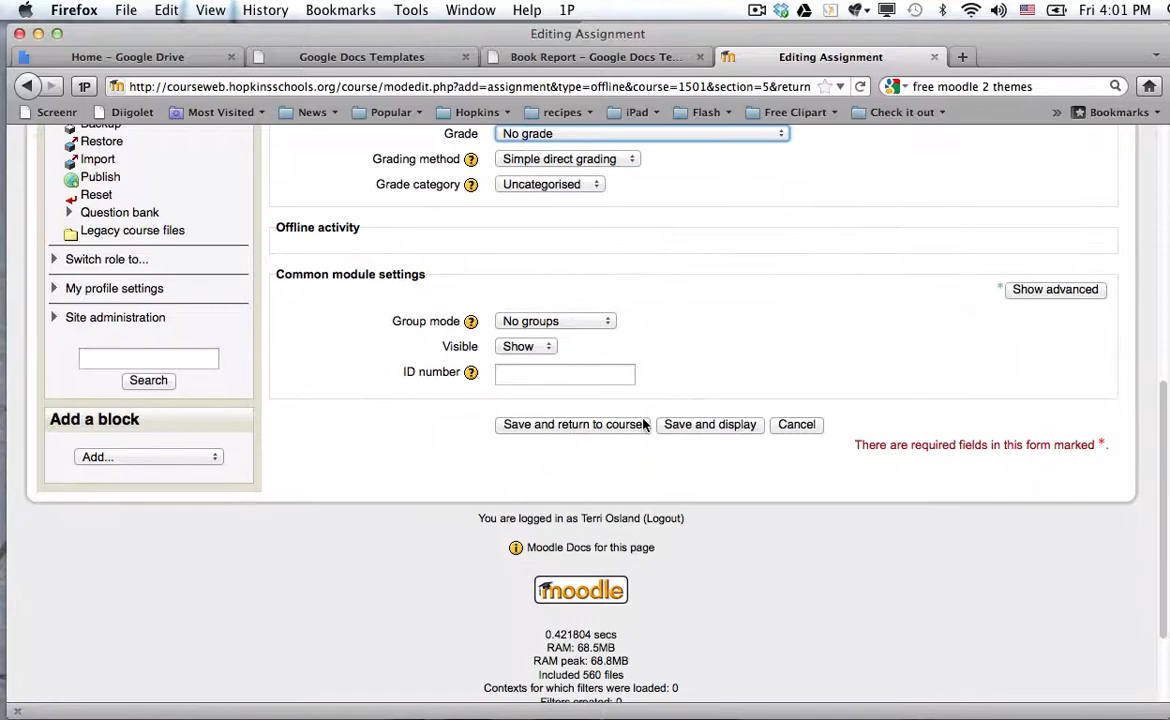 Firefox File Edit View History Bookmarks Tools Window Help 1P Fri 4:01 PM
Editing Assignment
Home – Google Drive Google Docs Templates Book Report – Google Docs Te... Editing Assignment
1P http://courseweb.hopkinsschools.org/course/modedit.php?add=assignment&type=offline&course=1501&section=5&return free moodle 2 themes
Screenr Diigolet Most Visited News Popular Hopkins recipes iPad Flash Free Clipart Check it out » Bookmarks
Backup
Restore
Import
Publish
Reset
Question bank
Legacy course files
Switch role to...
My profile settings
Site administration
Search
Add a block
Add...
Grade No grade
Grading method Simple direct grading
Grade category Uncategorised
Offline activity
Common module settings
* Show advanced
Group mode No groups
Visible Show
ID number
Save and return to course Save and display Cancel
There are required fields in this form marked *.
You are logged in as Terri Osland (Logout)
Moodle Docs for this page
moodle
0.421804 secs
RAM: 68.5MB
RAM peak: 68.8MB
Included 560 files
Contexts for which filters were loaded: 0
Filters created: 0